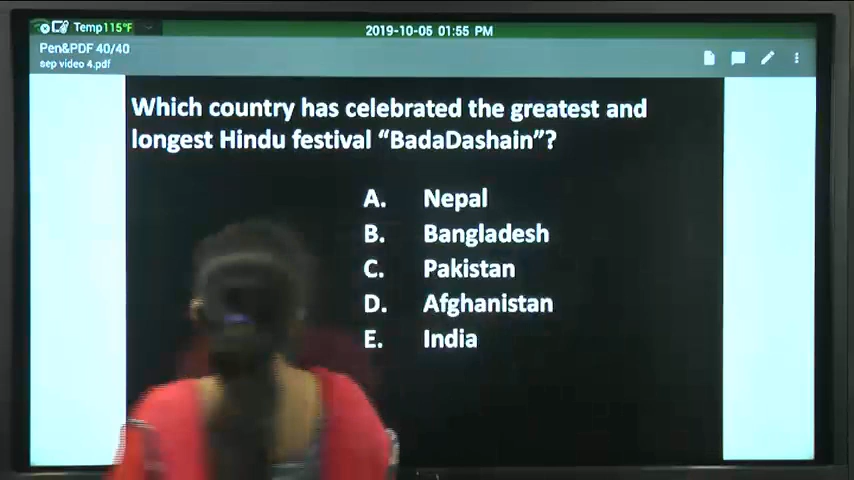 Temp115°F
2019-10-05 01:55 PM
Pen&PDF 40/40
sep video 4.pdf
Which country has celebrated the greatest and
longest Hindu festival “BadaDashain”?
A. Nepal
B. Bangladesh
C. Pakistan
D. Afghanistan
E. India